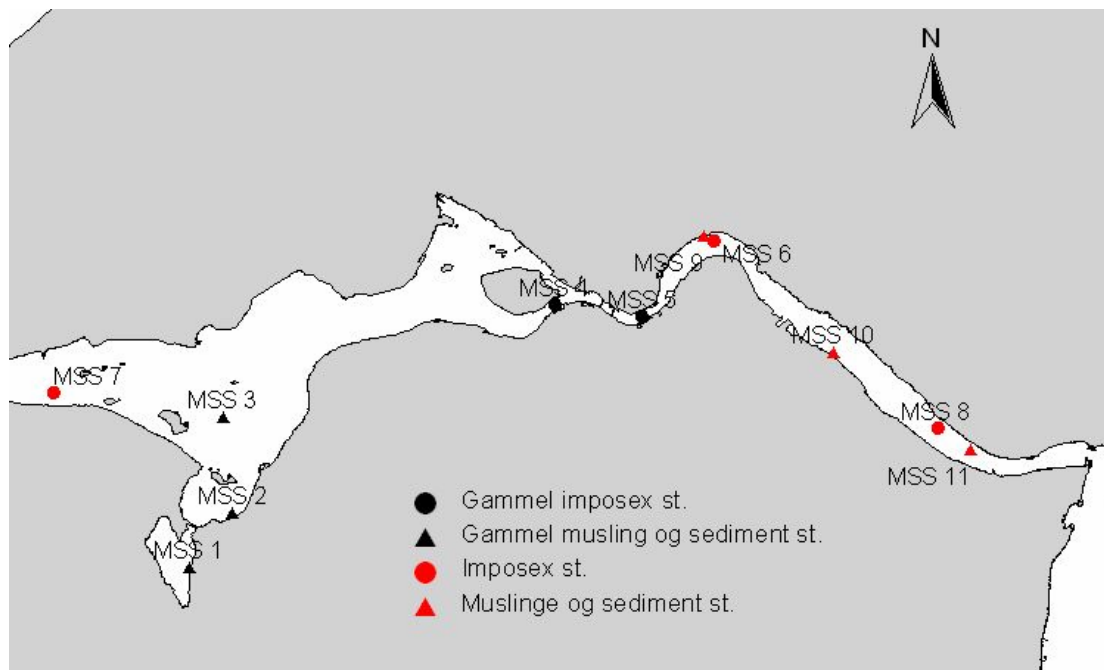 N
MSS 4
MSS 5
MSS 9
MSS 6
MSS 10
MSS 7
MSS 3
MSS 8
MSS 11
MSS 2
MSS 1
Gammel imposex st.
Gammel musling og sediment st.
Imposex st.
Muslinge og sediment st.